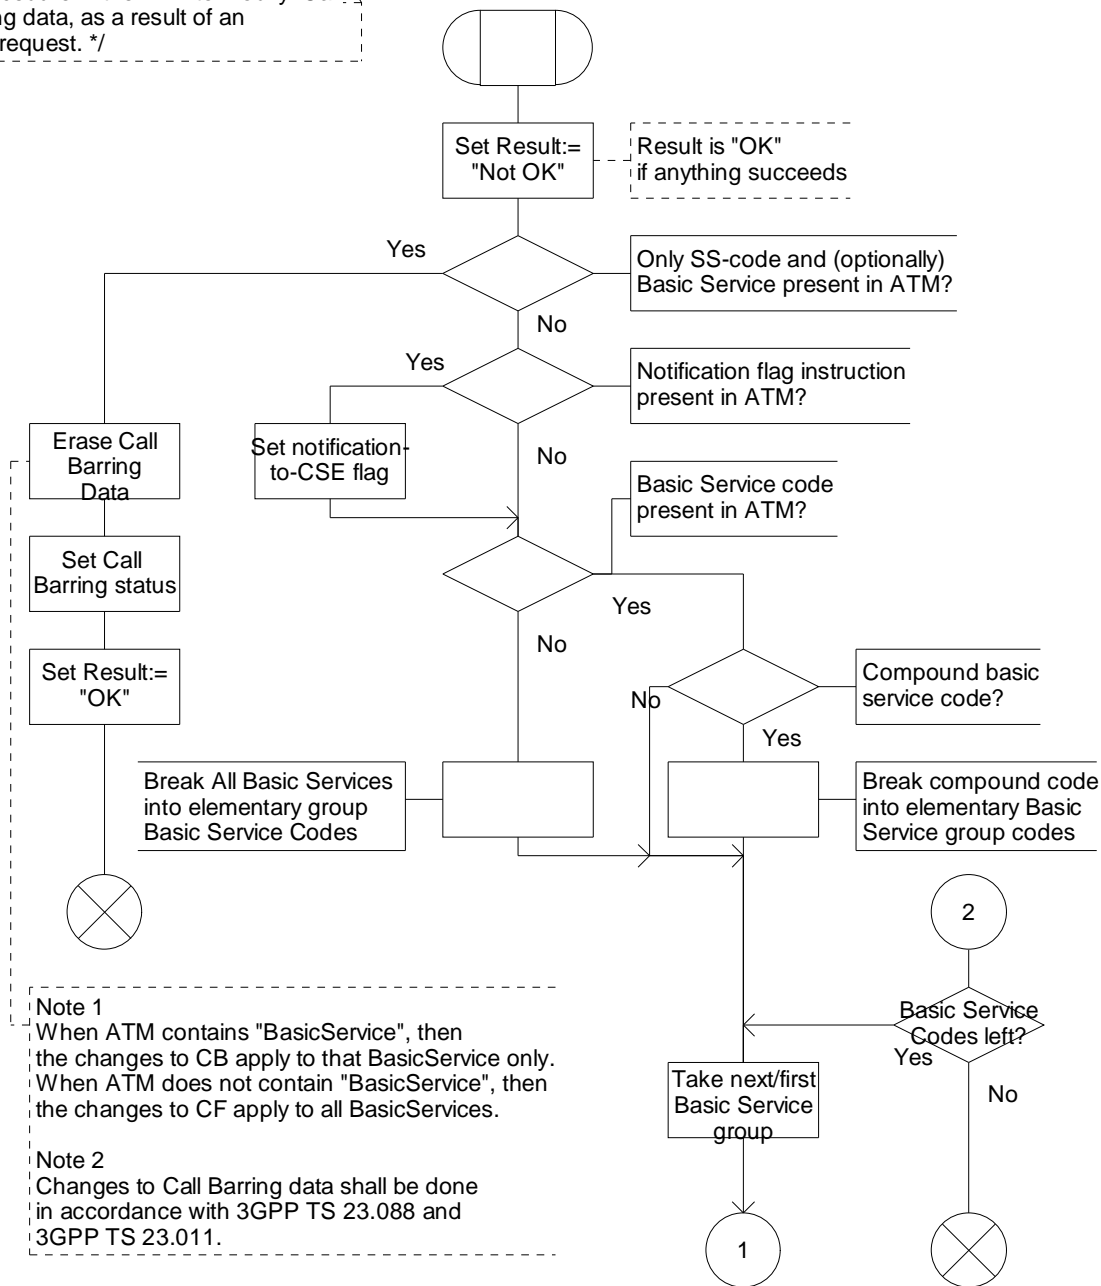 ng data, as a result of an
request. */
Set Result:=
"Not OK"
Result is "OK"
if anything succeeds
Yes
Only SS-code and (optionally)
Basic Service present in ATM?
No
Yes
Notification flag instruction
present in ATM?
Erase Call
Barring
Data
Set notification-
to-CSE flag
No
Basic Service code
present in ATM?
Set Call
Barring status
Yes
No
Set Result:=
"OK"
No
Compound basic
service code?
Yes
Break All Basic Services
into elementary group
Basic Service Codes
Break compound code
into elementary Basic
Service group codes
2
Note 1
When ATM contains "BasicService", then
the changes to CB apply to that BasicService only.
When ATM does not contain "BasicService", then
the changes to CF apply to all BasicServices.
Basic Service
Codes left?
Yes
Take next/first
Basic Service
group
No
Note 2
Changes to Call Barring data shall be done
in accordance with 3GPP TS 23.088 and
3GPP TS 23.011.
1